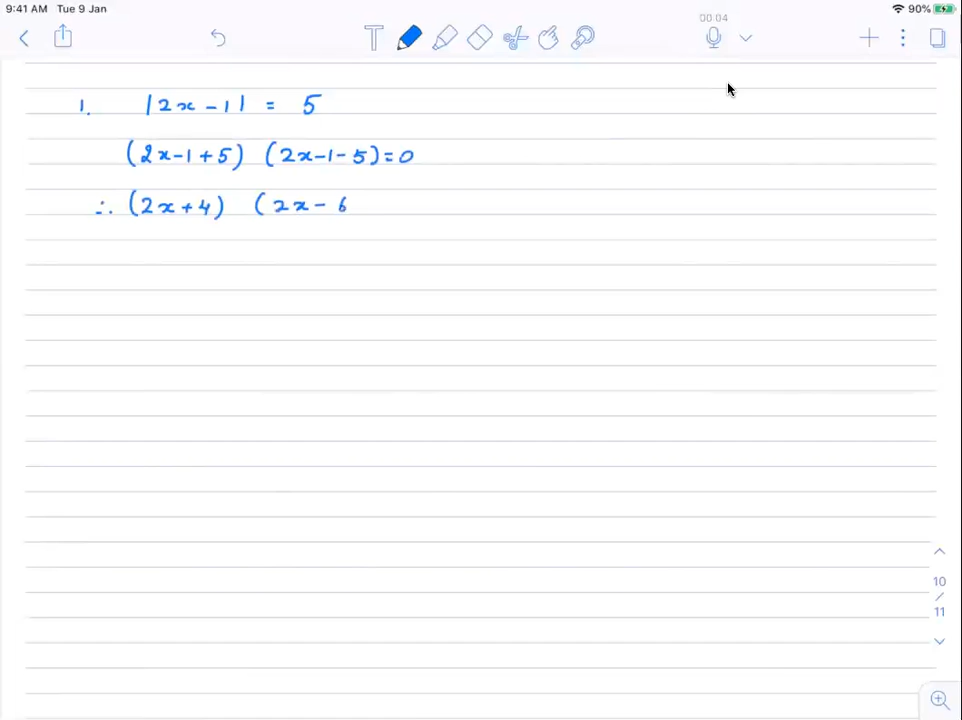 9:41 AM Tue 9 Jan 90%
00:04
T
1. |2x - 1| = 5
(2x-1+5) (2x-1-5)=0
∴ (2x+4) (2x- 6
10
/
11